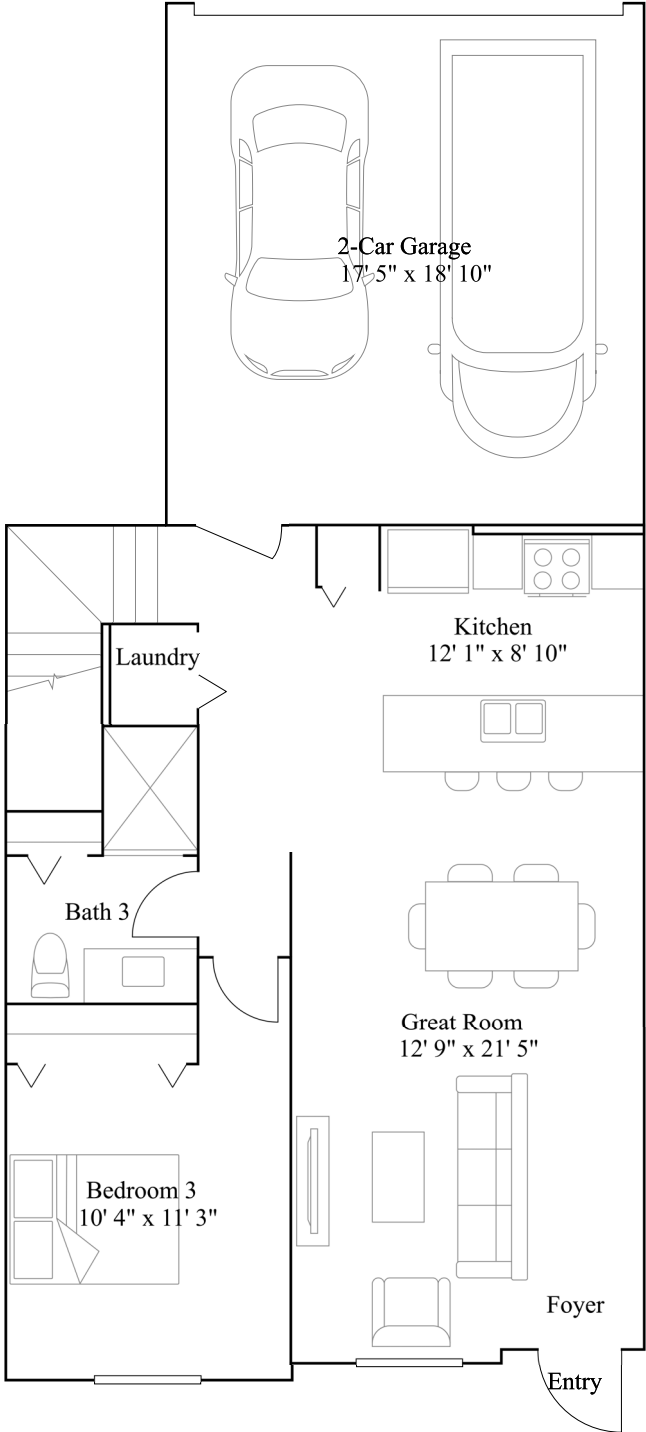 2-Car Garage
17' 5" x 18' 10"
Kitchen
12' 1" x 8' 10"
Laundry
Bath 3
Great Room
12' 9" x 21' 5"
Bedroom 3
10' 4" x 11' 3"
Foyer
Entry